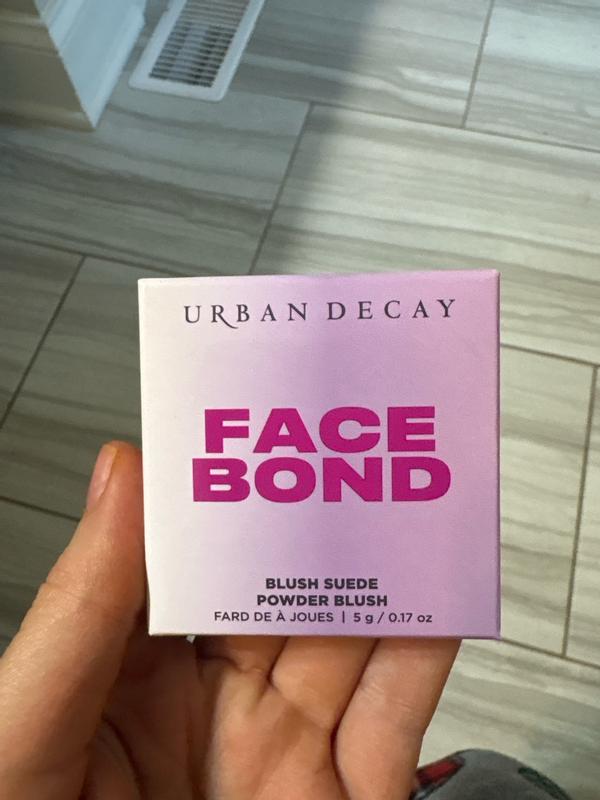 URBAN DECAY
FACE
BOND
BLUSH SUEDE
POWDER BLUSH
FARD DE À JOUES | 5 g / 0.17 oz